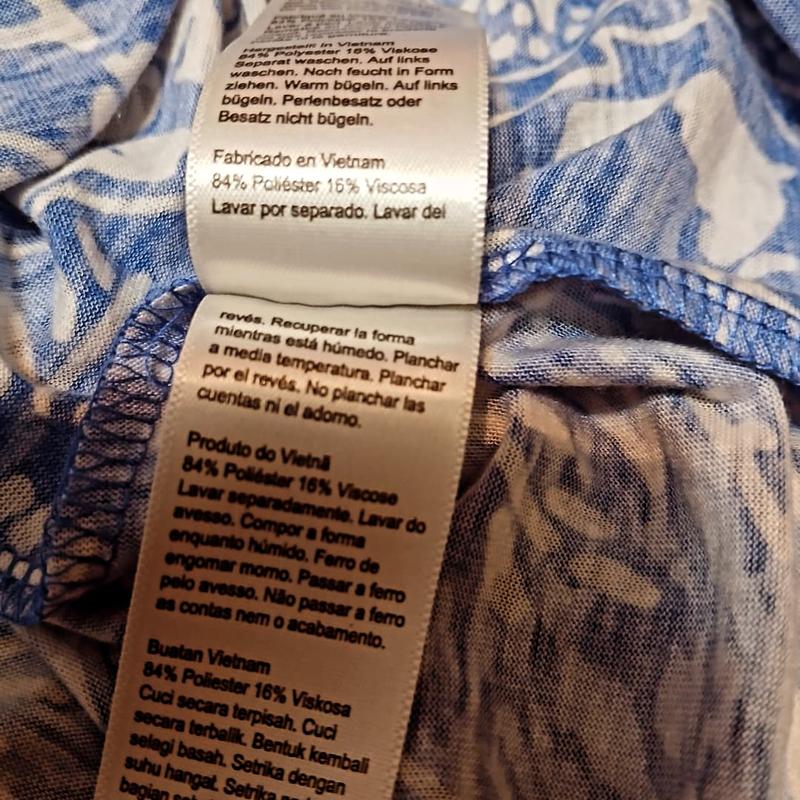 Hergestellt in Vietnam
84% Polyester 16% Viskose
Separat waschen. Auf links
waschen. Noch feucht in Form
ziehen. Warm bügeln. Auf links
bügeln. Perlenbesatz oder
Besatz nicht bügeln.
Fabricado en Vietnam
84% Poliéster 16% Viscosa
Lavar por separado. Lavar del
revés. Recuperar la forma
mientras está húmedo. Planchar
a media temperatura. Planchar
por el revés. No planchar las
cuentas ni el adorno.
Produto do Vietnã
84% Poliéster 16% Viscose
Lavar separadamente. Lavar do
avesso. Compor a forma
enquanto húmido. Ferro de
engomar morno. Passar a ferro
pelo avesso. Não passar a ferro
as contas nem o acabamento.
Buatan Vietnam
84% Poliester 16% Viskosa
Cuci secara terpisah. Cuci
secara terbalik. Bentuk kembali
selagi basah. Setrika dengan
suhu hangat. Setrika
bagian